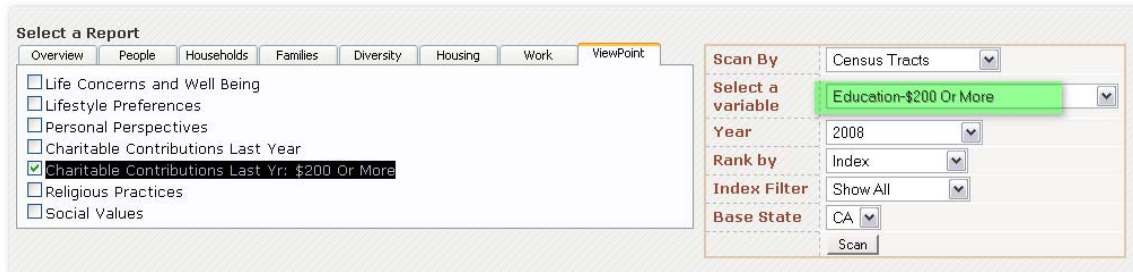 Select a Report
Overview People Households Families Diversity Housing Work ViewPoint
Life Concerns and Well Being
Lifestyle Preferences
Personal Perspectives
Charitable Contributions Last Year
Charitable Contributions Last Yr: $200 Or More
Religious Practices
Social Values
Scan By Census Tracts
Select a variable Education-$200 Or More
Year 2008
Rank by Index
Index Filter Show All
Base State CA
Scan